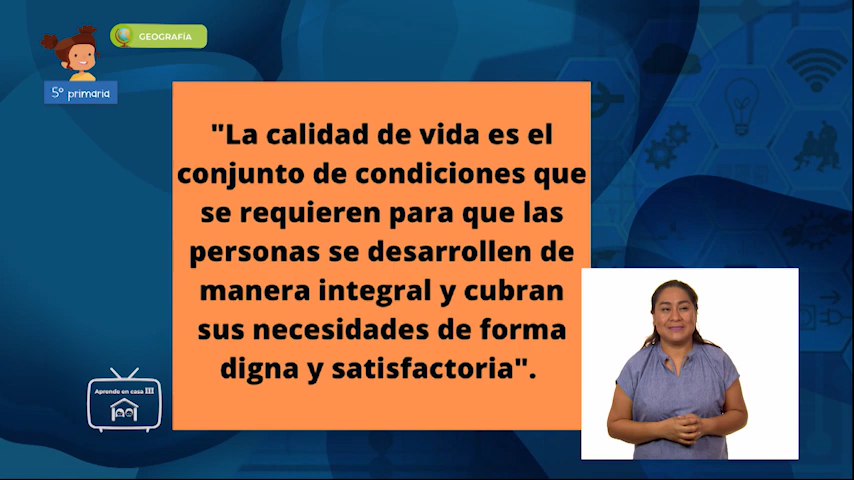 GEOGRAFÍA
5° primaria
"La calidad de vida es el
conjunto de condiciones que
se requieren para que las
personas se desarrollen de
manera integral y cubran
sus necesidades de forma
digna y satisfactoria".
Aprende en casa III